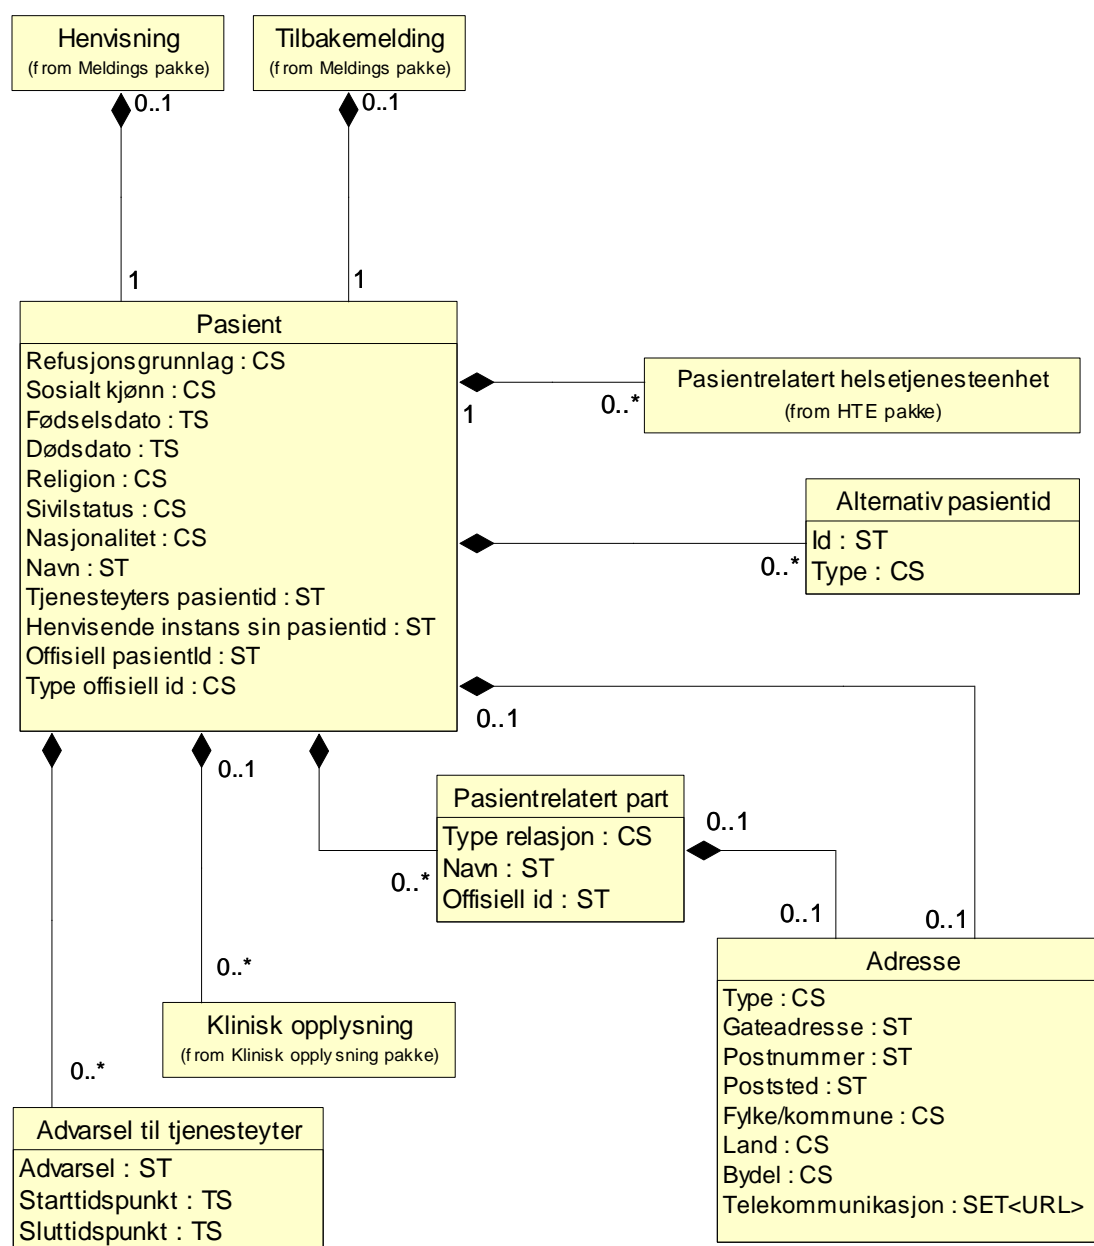 Henvisning
(from Meldings pakke)
Tilbakemelding
(from Meldings pakke)
0..1
0..1
1
1
Pasient
Refusjonsgrunnlag : CS
Sosialt kjønn : CS
Fødselsdato : TS
Dødsdato : TS
Religion : CS
Sivilstatus : CS
Nasjonalitet : CS
Navn : ST
Tjenesteyters pasientid : ST
Henvisende instans sin pasientid : ST
Offisiell pasientId : ST
Type offisiell id : CS
1
0..*
Pasientrelatert helsetjenesteenhet
(from HTE pakke)
Alternativ pasientid
Id : ST
Type : CS
0..*
0..1
0..1
Pasientrelatert part
Type relasjon : CS
Navn : ST
Offisiell id : ST
0..1
0..*
0..1
0..1
Adresse
Type : CS
Gateadresse : ST
Postnummer : ST
Poststed : ST
Fylke/kommune : CS
Land : CS
Bydel : CS
Telekommunikasjon : SET<URL>
0..*
Klinisk opplysning
(from Klinisk opplysning pakke)
0..*
Advarsel til tjenesteyter
Advarsel : ST
Starttidspunkt : TS
Sluttidspunkt : TS